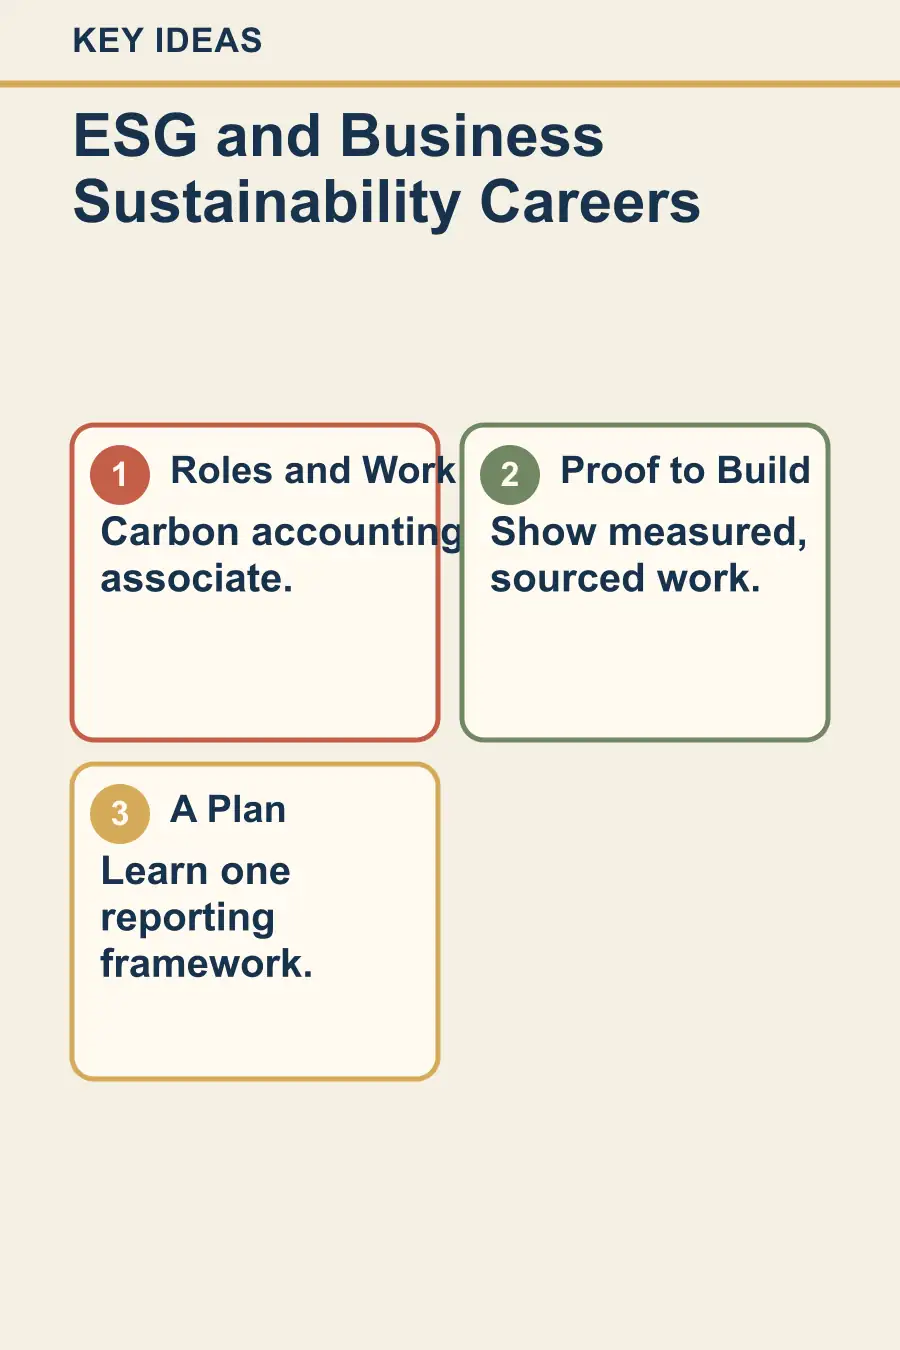 KEY IDEAS
ESG and Business
Sustainability Careers
1
Roles and Work
Carbon accounting
associate.
2
Proof to Build
Show measured,
sourced work.
3
A Plan
Learn one
reporting
framework.